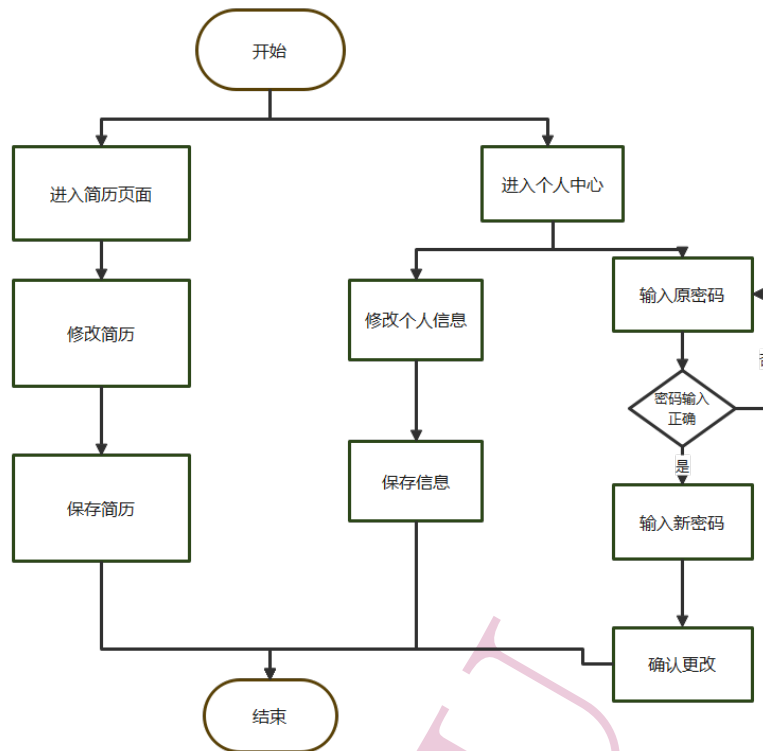 开始
进入简历页面
进入个人中心
修改简历
修改个人信息
输入原密码
密码输入
正确
是
保存简历
保存信息
输入新密码
确认更改
结束